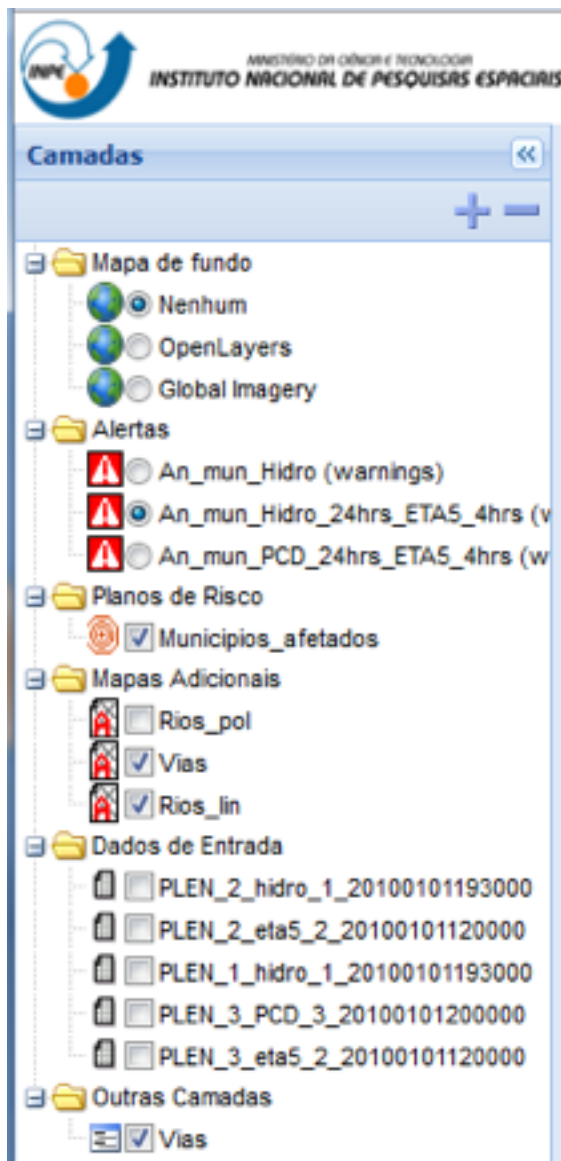 INPE
MINISTÉRIO DA CIÊNCIA E TECNOLOGIA
INSTITUTO NACIONAL DE PESQUISAS ESPACIAIS
Camadas
Mapa de fundo
Nenhum
OpenLayers
Global Imagery
Alertas
An_mun_Hidro (warnings)
An_mun_Hidro_24hrs_ETA5_4hrs (v
An_mun_PCD_24hrs_ETA5_4hrs (w
Planos de Risco
Municipios_afetados
Mapas Adicionais
Rios_pol
Vias
Rios_lin
Dados de Entrada
PLEN_2_hidro_1_20100101193000
PLEN_2_eta5_2_20100101120000
PLEN_1_hidro_1_20100101193000
PLEN_3_PCD_3_20100101200000
PLEN_3_eta5_2_20100101120000
Outras Camadas
Vias